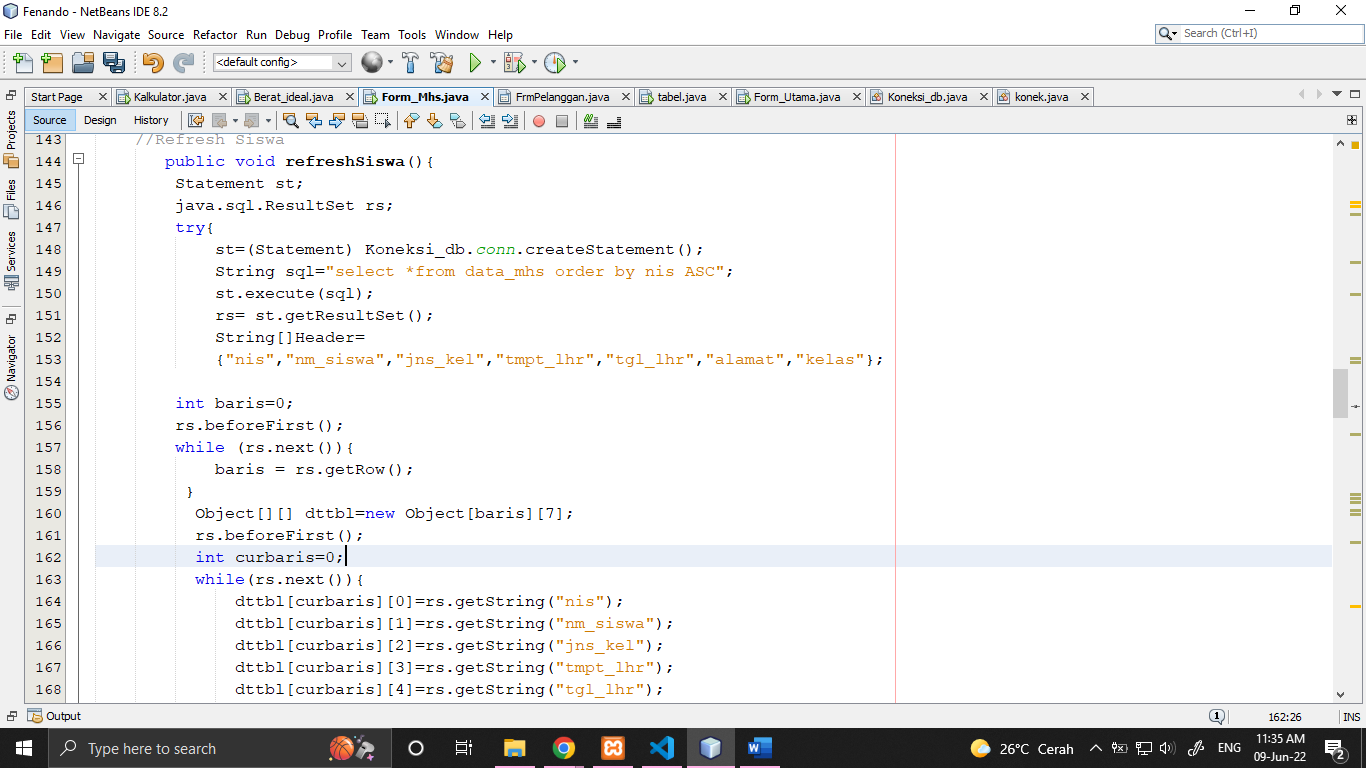 Fenando - NetBeans IDE 8.2
File Edit View Navigate Source Refactor Run Debug Profile Team Tools Window Help
Search (Ctrl+I)
<default config>
Start Page Kalkulator.java Berat_ideal.java Form_Mhs.java FrmPelanggan.java tabel.java Form_Utama.java Koneksi_db.java konek.java
Source Design History
Projects
Files
Services
Navigator
143 //Refresh Siswa
144 public void refreshSiswa(){
145 Statement st;
146 java.sql.ResultSet rs;
147 try{
148 st=(Statement) Koneksi_db.conn.createStatement();
149 String sql="select *from data_mhs order by nis ASC";
150 st.execute(sql);
151 rs= st.getResultSet();
152 String[]Header=
153 {"nis","nm_siswa","jns_kel","tmpt_lhr","tgl_lhr","alamat","kelas"};
154
155 int baris=0;
156 rs.beforeFirst();
157 while (rs.next()){
158 baris = rs.getRow();
159 }
160 Object[][] dttbl=new Object[baris][7];
161 rs.beforeFirst();
162 int curbaris=0;
163 while(rs.next()){
164 dttbl[curbaris][0]=rs.getString("nis");
165 dttbl[curbaris][1]=rs.getString("nm_siswa");
166 dttbl[curbaris][2]=rs.getString("jns_kel");
167 dttbl[curbaris][3]=rs.getString("tmpt_lhr");
168 dttbl[curbaris][4]=rs.getString("tgl_lhr");
Output
1
162:26
INS
Type here to search
26°C Cerah
ENG
11:35 AM
09-Jun-22
2